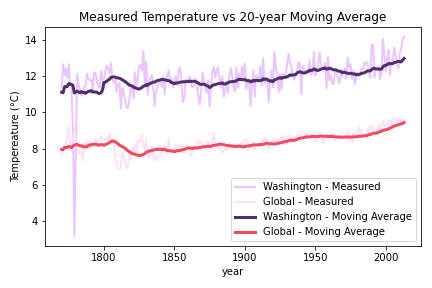 Measured Temperature vs 20-year Moving Average
Tempereature (°C)
14
12
10
8
6
4
Washington - Measured
Global - Measured
Washington - Moving Average
Global - Moving Average
1800
1850
1900
1950
2000
year